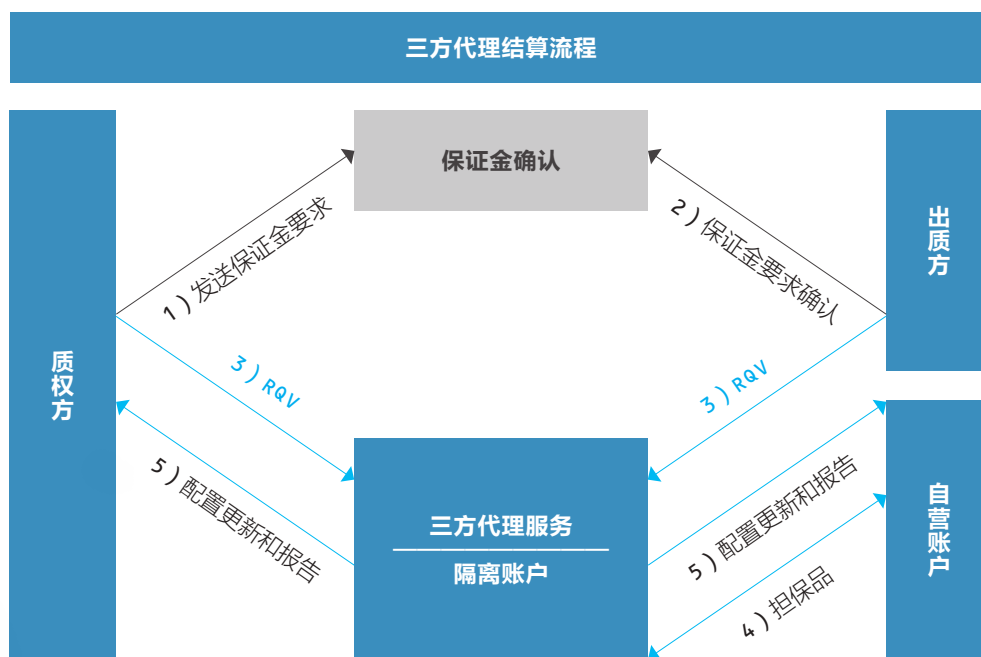 三方代理结算流程
保证金确认
1）发送保证金要求
2）保证金要求确认
出质方
质权方
3）RQV
3）RQV
5）配置更新和报告
三方代理服务
隔离账户
5）配置更新和报告
4）担保品
自营账户